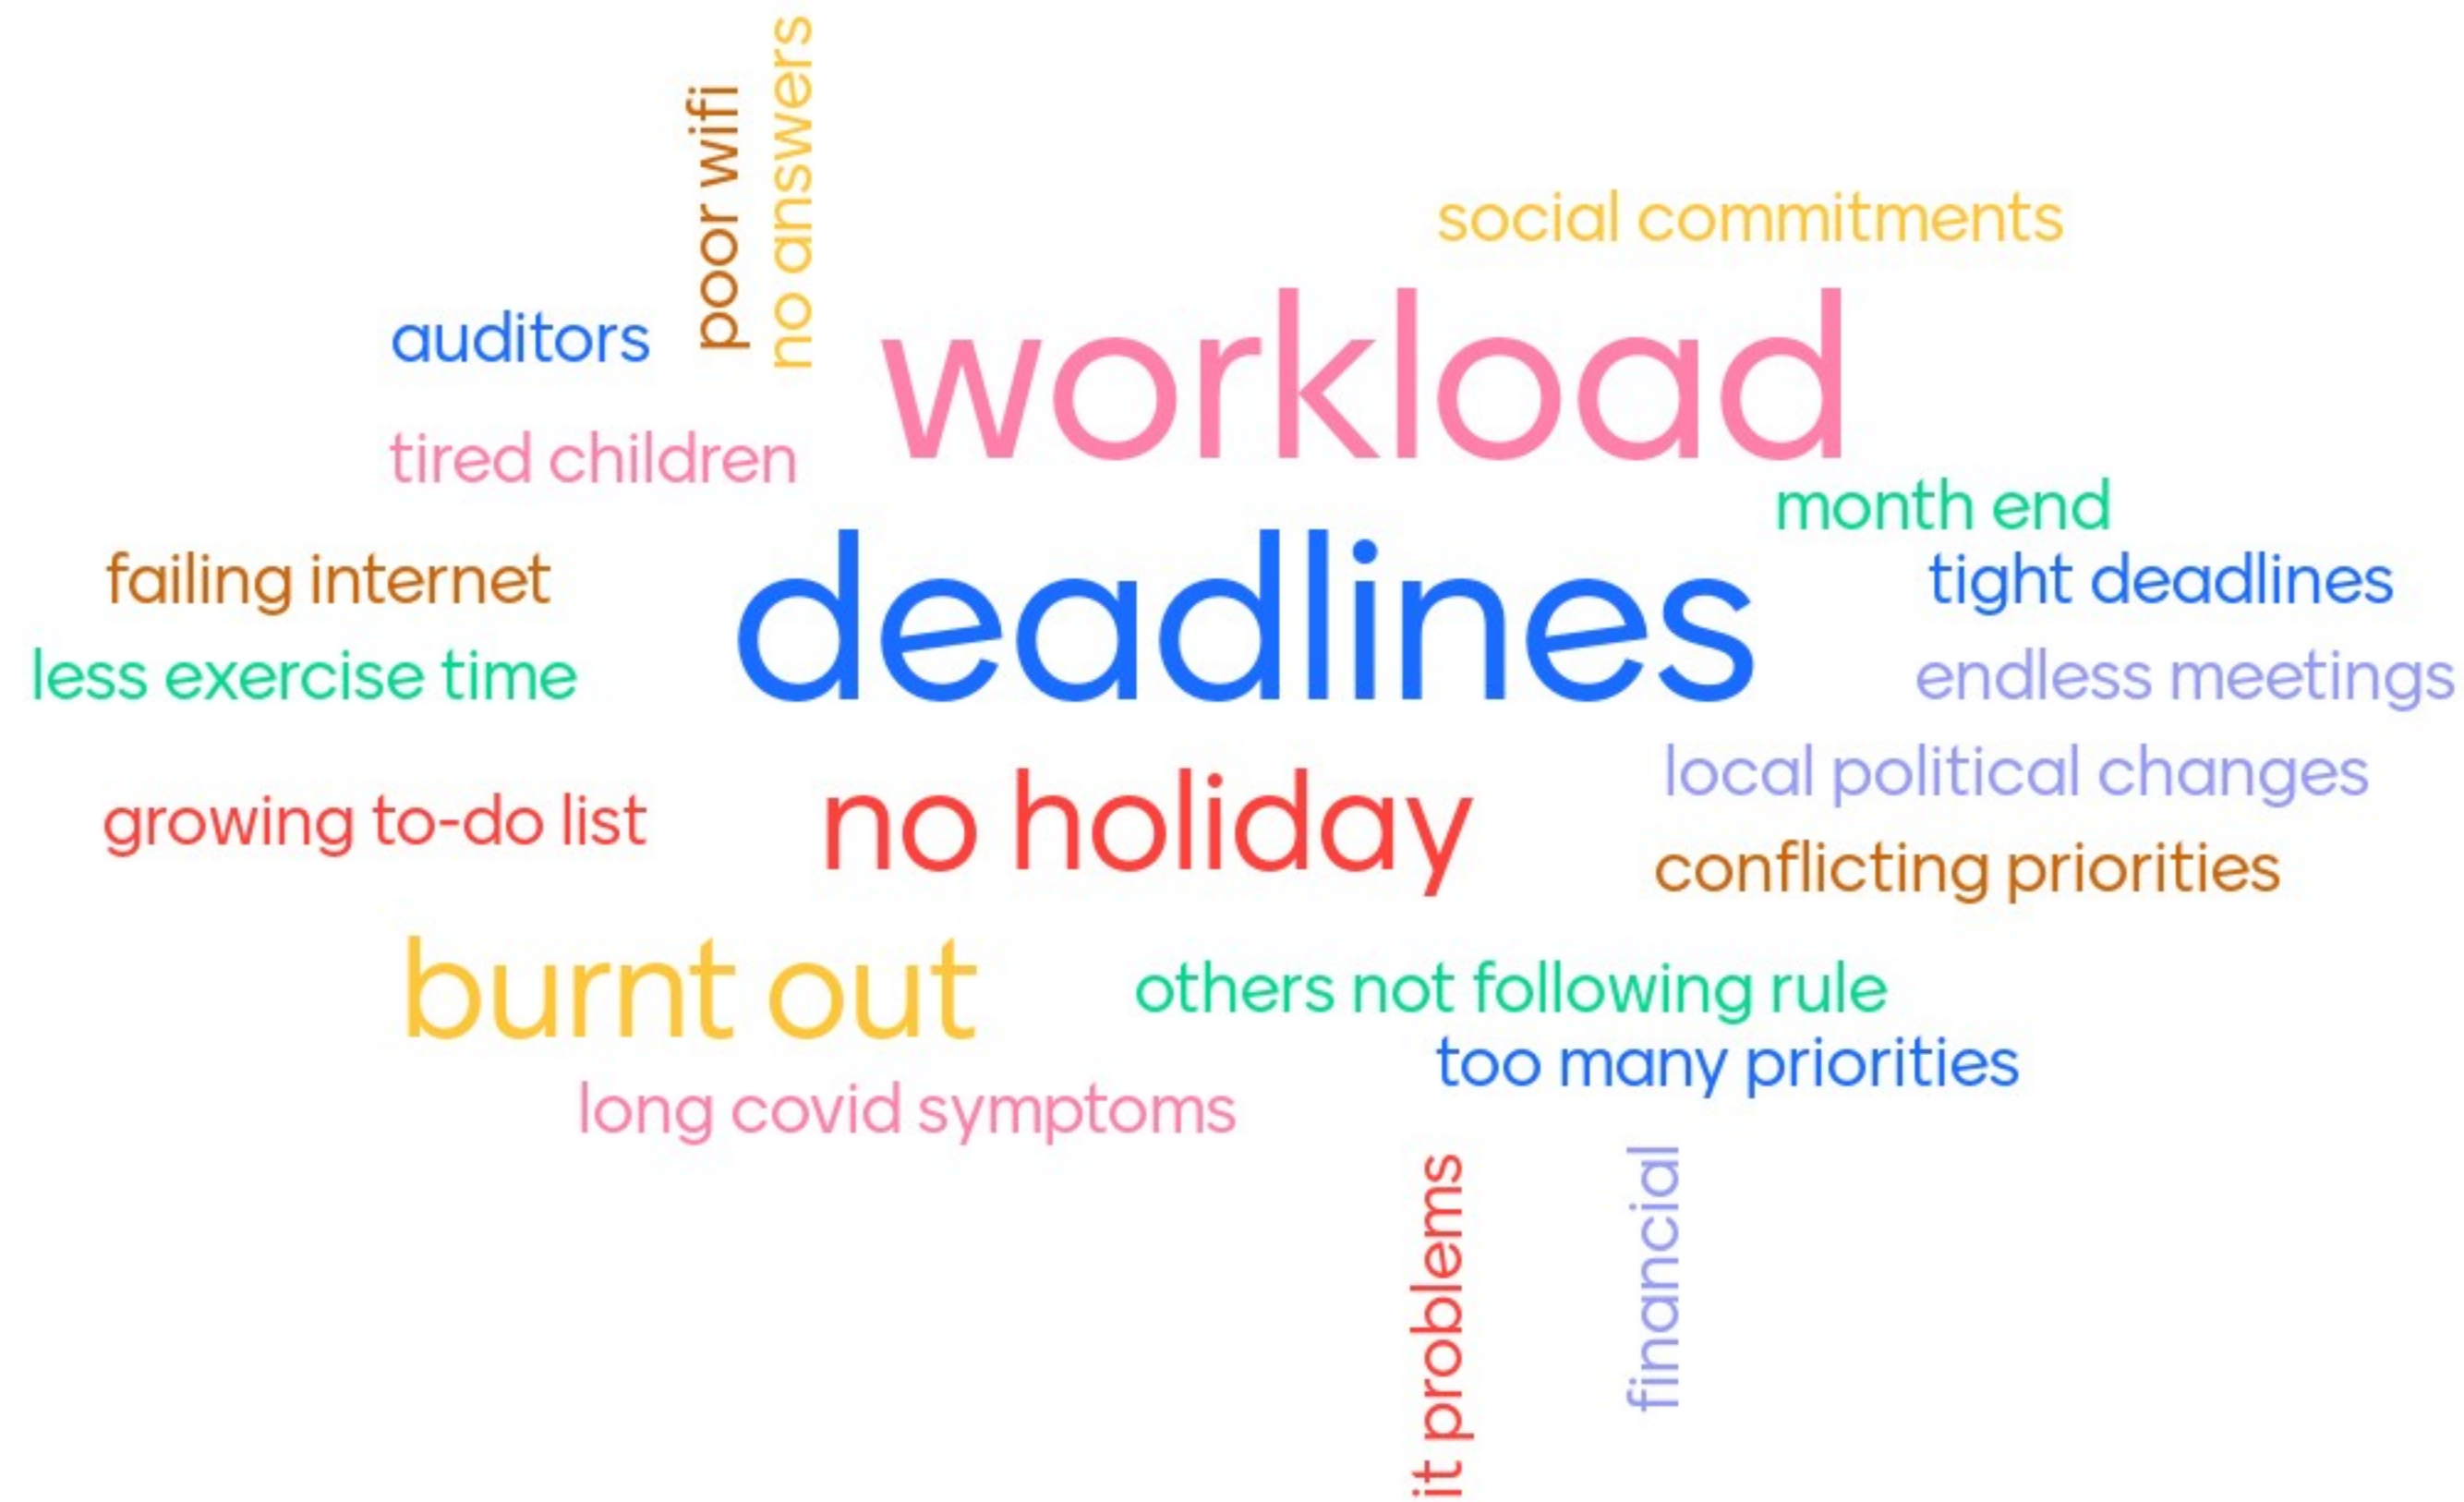 no answers
poor wifi
social commitments
workload
auditors
tired children
month end
deadlines
failing internet
tight deadlines
less exercise time
endless meetings
local political changes
no holiday
growing to-do list
conflicting priorities
burnt out
others not following rule
too many priorities
long covid symptoms
it problems
financial